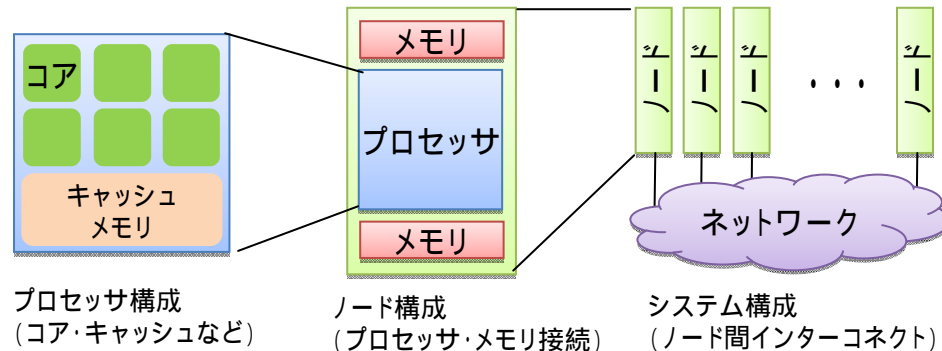 コア
キャッシュ
メモリ
プロセッサ構成
(コア・キャッシュなど)
メモリ
プロセッサ
メモリ
ノード構成
(プロセッサ・メモリ接続)
ノード
ノード
ノード
・・・
ノード
ネットワーク
システム構成
(ノード間インターコネクト)